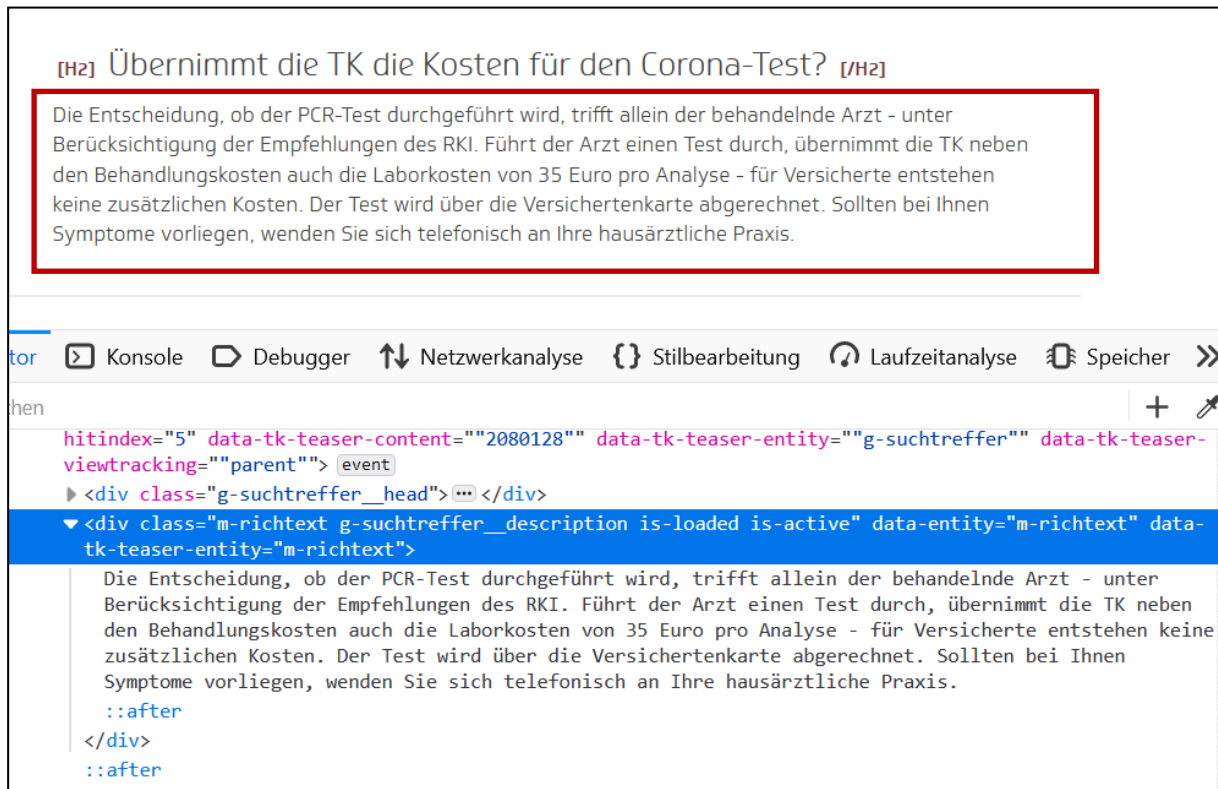 [H2] Übernimmt die TK die Kosten für den Corona-Test? [/H2]
Die Entscheidung, ob der PCR-Test durchgeführt wird, trifft allein der behandelnde Arzt - unter
Berücksichtigung der Empfehlungen des RKI. Führt der Arzt einen Test durch, übernimmt die TK neben
den Behandlungskosten auch die Laborkosten von 35 Euro pro Analyse - für Versicherte entstehen
keine zusätzlichen Kosten. Der Test wird über die Versichertenkarte abgerechnet. Sollten bei Ihnen
Symptome vorliegen, wenden Sie sich telefonisch an Ihre hausärztliche Praxis.
tor Konsole Debugger Netzwerkanalyse {} Stilbearbeitung Laufzeitanalyse Speicher
hen
hitindex="5" data-tk-teaser-content=""2080128"" data-tk-teaser-entity=""g-suchtreffer"" data-tk-teaser-
viewtracking=""parent""> event
<div class="g-suchtreffer__head"> ••• </div>
<div class="m-richtext g-suchtreffer__description is-loaded is-active" data-entity="m-richtext" data-
tk-teaser-entity="m-richtext">
Die Entscheidung, ob der PCR-Test durchgeführt wird, trifft allein der behandelnde Arzt - unter
Berücksichtigung der Empfehlungen des RKI. Führt der Arzt einen Test durch, übernimmt die TK neben
den Behandlungskosten auch die Laborkosten von 35 Euro pro Analyse - für Versicherte entstehen keine
zusätzlichen Kosten. Der Test wird über die Versichertenkarte abgerechnet. Sollten bei Ihnen
Symptome vorliegen, wenden Sie sich telefonisch an Ihre hausärztliche Praxis.
::after
</div>
::after